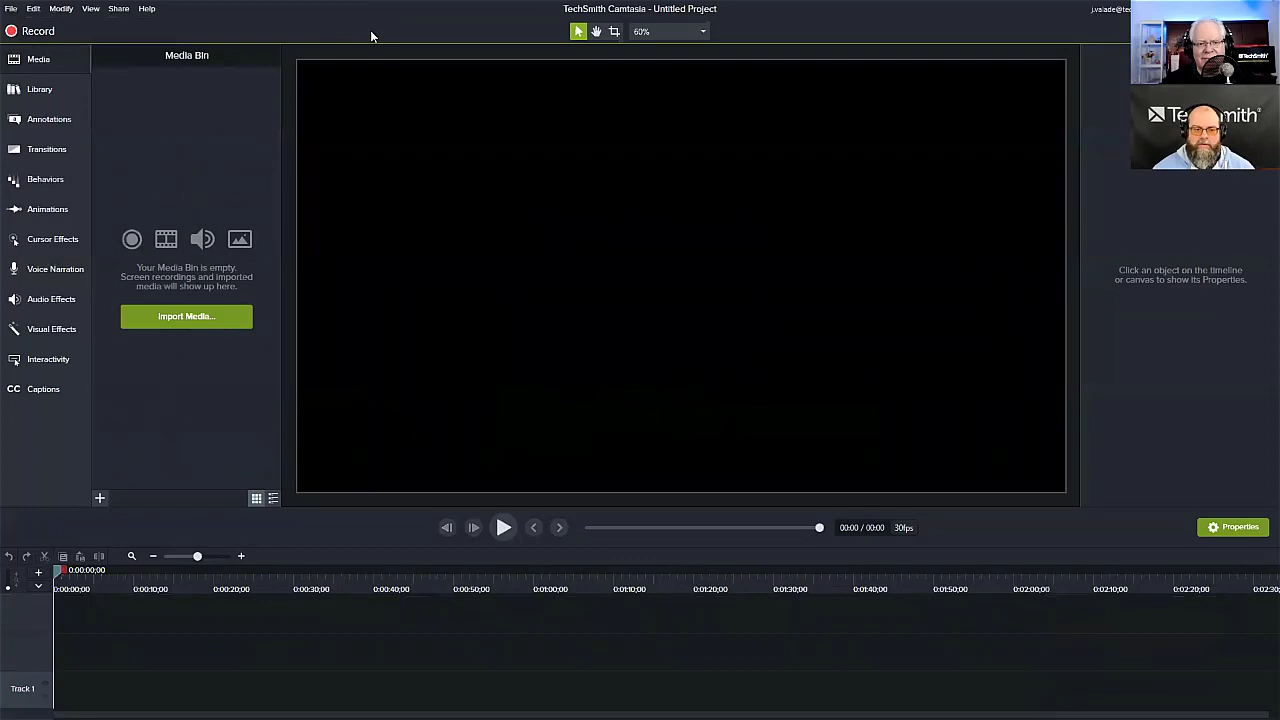 File Edit Modify View Share Help
TechSmith Camtasia - Untitled Project
Record
60%
Media
Library
Annotations
Transitions
Behaviors
Animations
Cursor Effects
Voice Narration
Audio Effects
Visual Effects
Interactivity
CC Captions
Media Bin
Your Media Bin is empty.
Screen recordings and imported
media will show up here.
Import Media...
TechSmith
Click an object on the timeline
or canvas to show its Properties.
00:00 / 00:00 30fps
Properties
0:00:00;00
0:00:00;00 0:00:10;00 0:00:20;00 0:00:30;00 0:00:40;00 0:00:50;00 0:01:00;00 0:01:10;00 0:01:20;00 0:01:30;00 0:01:40;00 0:01:50;00 0:02:00;00 0:02:10;00 0:02:20;00
Track 1